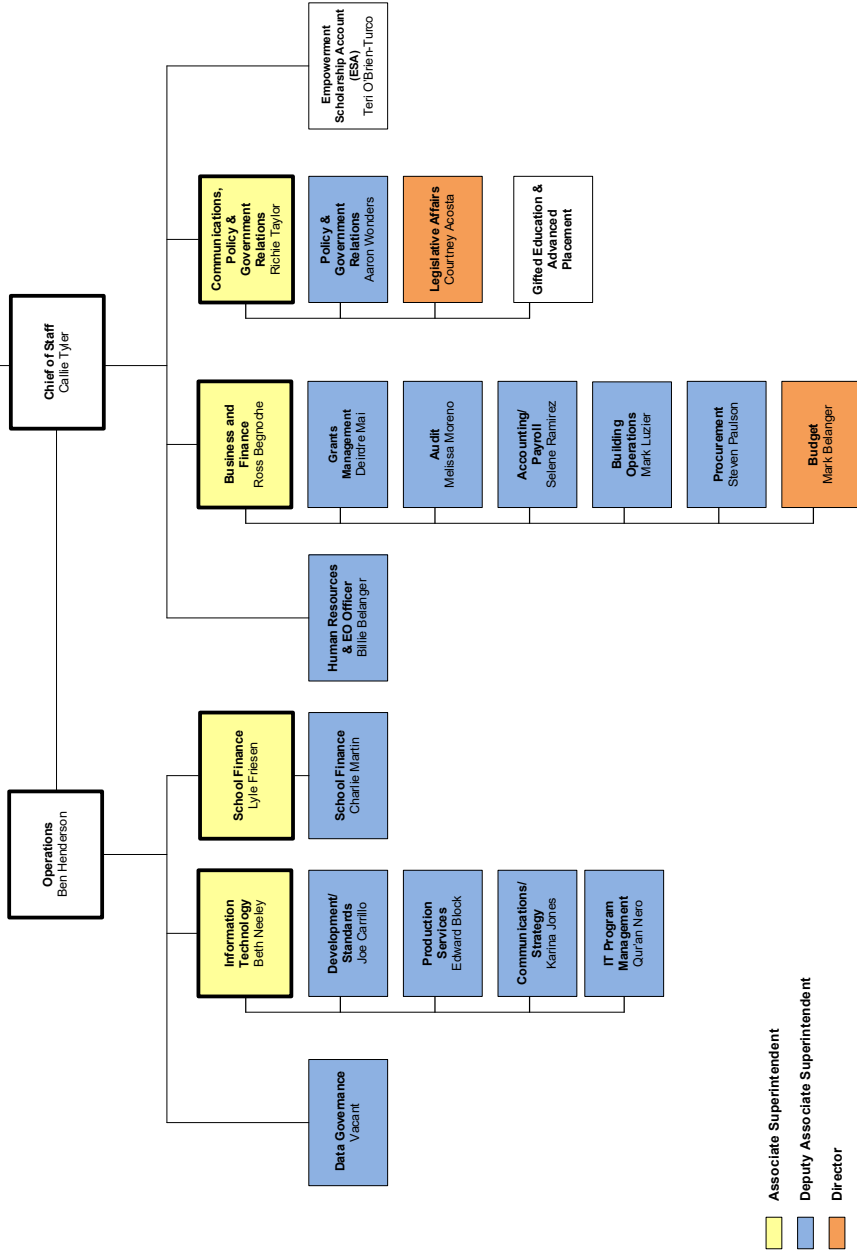 Chief of Staff
Callie Tyler
Operations
Ben Henderson
Data Governance
Vacant
Information
Technology
Beth Neeley
Development/
Standards
Joe Carrillo
Production
Services
Edward Block
Communications/
Strategy
Karina Jones
IT Program
Management
Qur'an Nero
School Finance
Lyle Friesen
School Finance
Charlie Martin
Human Resources
& EO Officer
Billie Belanger
Business and
Finance
Ross Begnoche
Grants
Management
Deirdre Mai
Audit
Melissa Moreno
Accounting/
Payroll
Selene Ramirez
Building
Operations
Mark Luzier
Procurement
Steven Paulson
Budget
Mark Belanger
Communications,
Policy &
Government
Relations
Richie Taylor
Policy &
Government
Relations
Aaron Wonders
Legislative Affairs
Courtney Acosta
Gifted Education &
Advanced
Placement
Empowerment
Scholarship Account
(ESA)
Teri O'Brien-Turco
Associate Superintendent
Deputy Associate Superintendent
Director